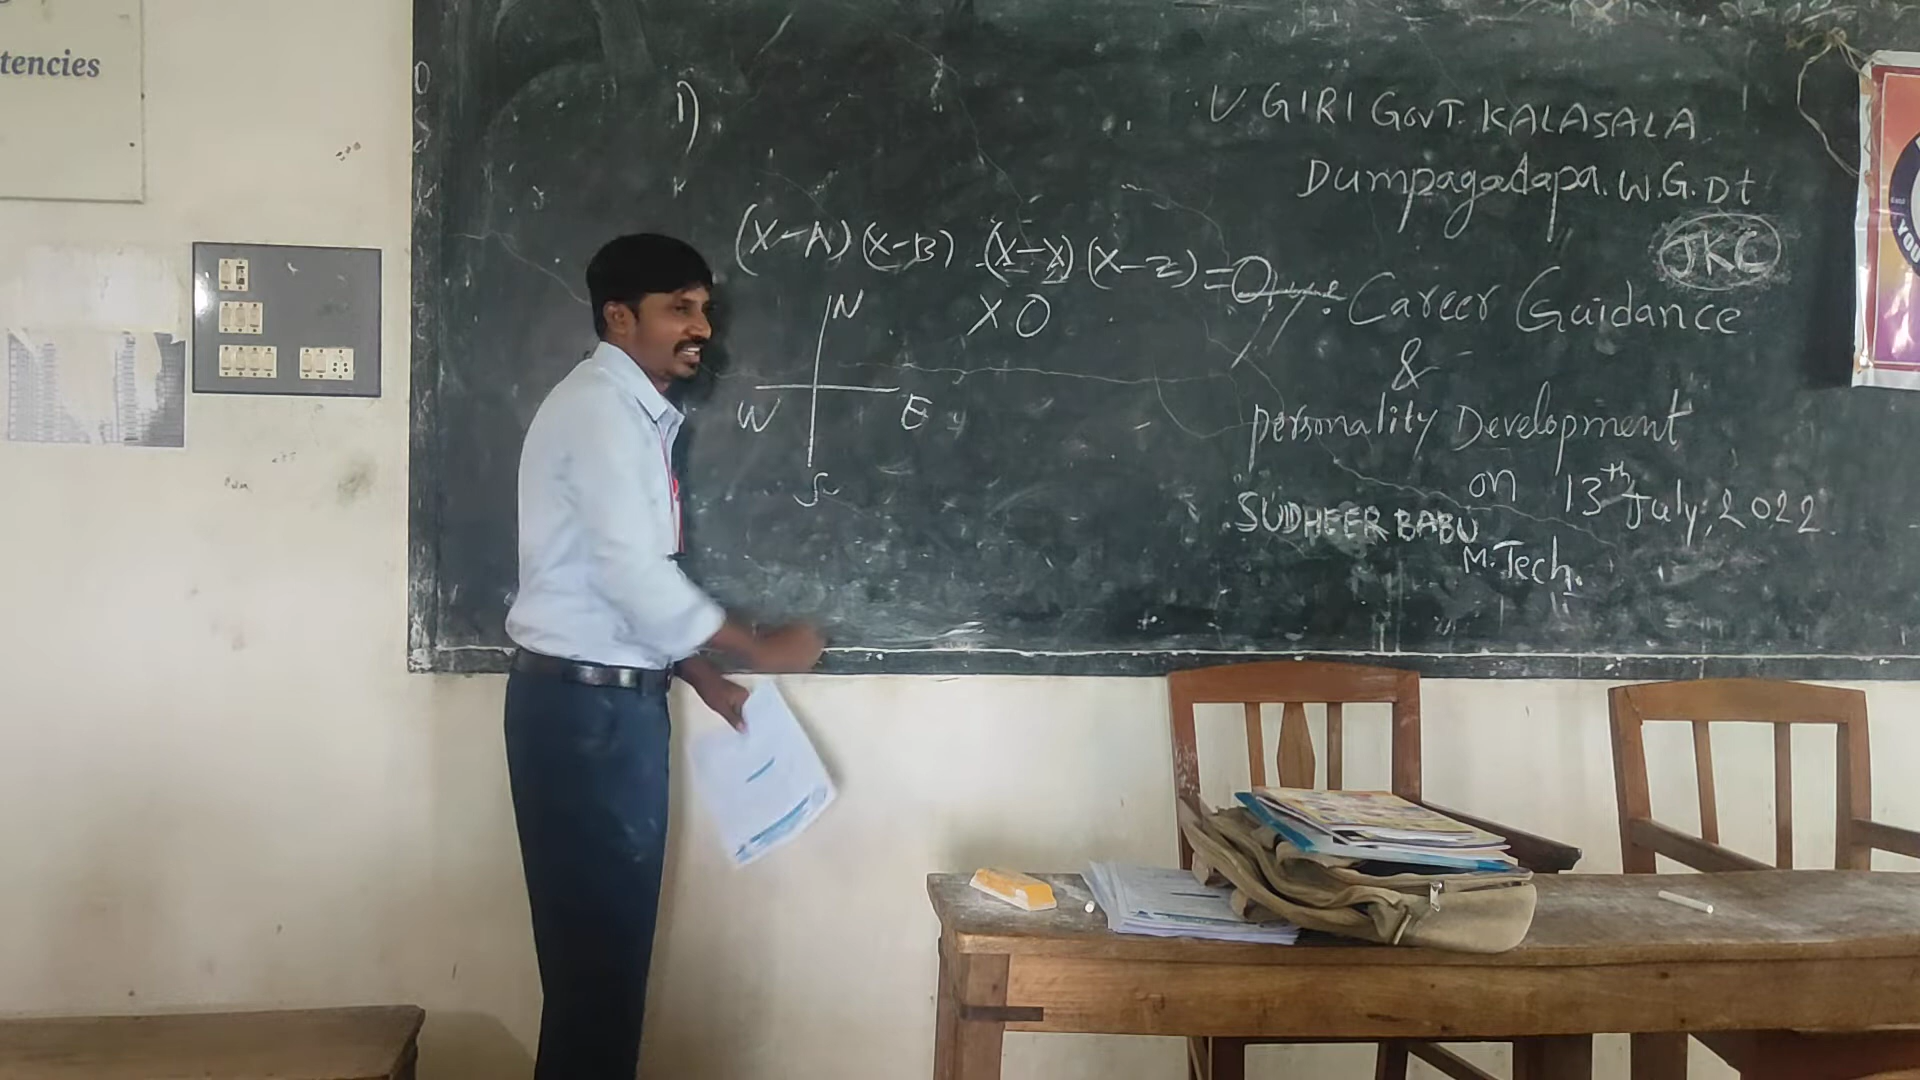 tencies
1)
(X-A) (X-B) (X-X) (X-Z) = 0
X 0
N
W E
S
V GIRI GOVT. KALASALA
Dumpagadapa. W.G.Dt
JKC
Career Guidance
&
Personality Development
on 13th July, 2022
SUDHEER BABU
M.Tech.
YOU